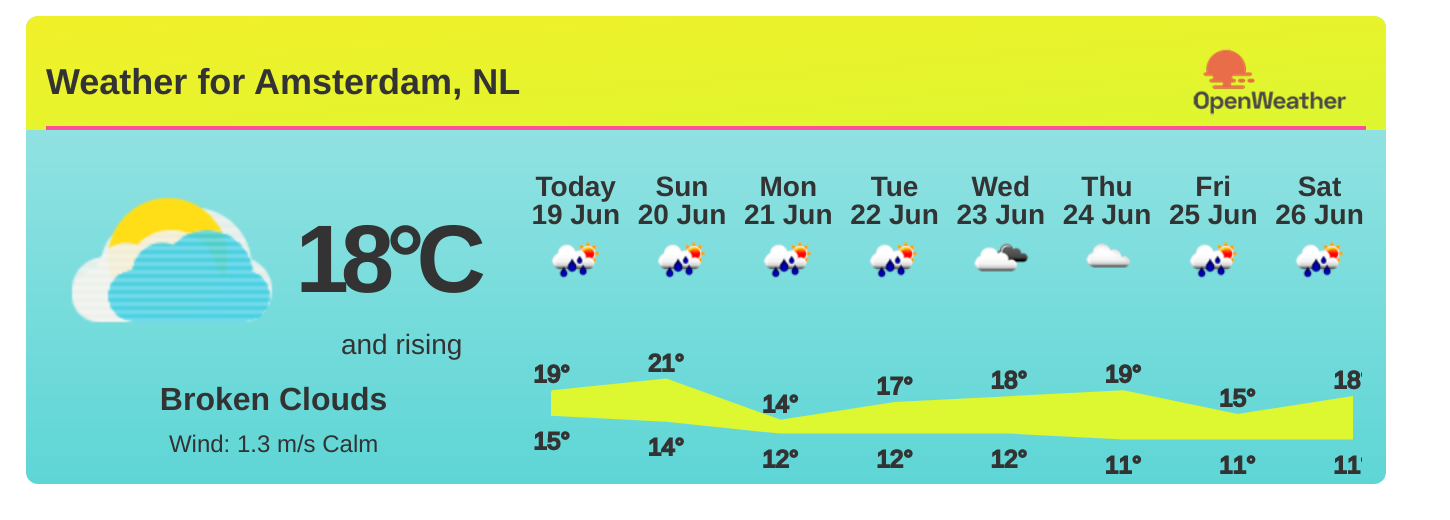 Weather for Amsterdam, NL
OpenWeather
18°C
and rising
Broken Clouds
Wind: 1.3 m/s Calm
Today Sun Mon Tue Wed Thu Fri Sat
19 Jun 20 Jun 21 Jun 22 Jun 23 Jun 24 Jun 25 Jun 26 Jun
19° 21° 14° 17° 18° 19° 15° 18°
15° 14° 12° 12° 12° 11° 11° 11°